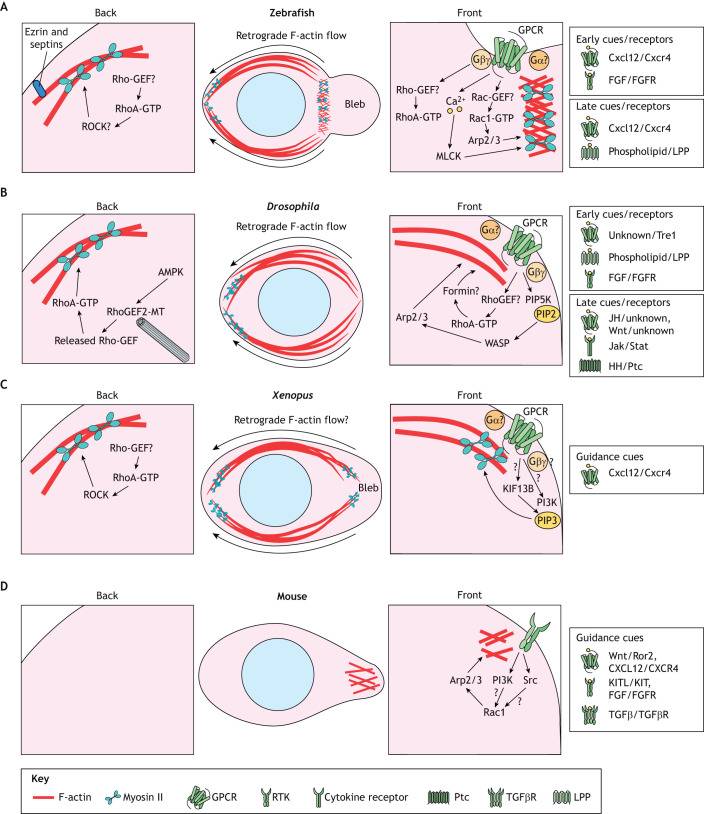 A
Back
Zebrafish
Front
Ezrin and
septins
Rho-GEF?
RhoA-GTP
ROCK?
Retrograde F-actin flow
Bleb
GPCR
Gβγ
Gα?
Rho-GEF?
RhoA-GTP
Ca2+
Rac-GEF?
Rac1-GTP
Arp2/3
MLCK
Early cues/receptors
Cxcl12/Cxcr4
FGF/FGFR
Late cues/receptors
Cxcl12/Cxcr4
Phospholipid/LPP
B
Back
Drosophila
Front
RhoA-GTP
AMPK
RhoGEF2-MT
Released Rho-GEF
Retrograde F-actin flow
Gα?
GPCR
Gβγ
Formin?
RhoGEF?
PIP5K
PIP2
Arp2/3
RhoA-GTP
WASP
Early cues/receptors
Unknown/Tre1
Phospholipid/LPP
FGF/FGFR
Late cues/receptors
JH/unknown,
Wnt/unknown
Jak/Stat
HH/Ptc
C
Back
Xenopus
Front
Rho-GEF?
RhoA-GTP
ROCK
Retrograde F-actin flow?
Bleb
Gα?
GPCR
Gβγ?
?
?
KIF13B
PI3K
PIP3
Guidance cues
Cxcl12/Cxcr4
D
Back
Mouse
Front
Arp2/3
PI3K
Src
?
?
Rac1
Guidance cues
Wnt/Ror2,
CXCL12/CXCR4
KITL/KIT,
FGF/FGFR
TGFβ/TGFβR
Key
F-actin
Myosin II
GPCR
RTK
Cytokine receptor
Ptc
TGFβR
LPP